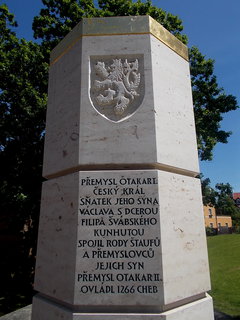 PŘEMYSL OTAKAR I.
ČESKÝ KRÁL
SŇATEK JEHO SYNA
VÁCLAVA S DCEROU
FILIPA ŠVÁBSKÉHO
KUNHUTOU
SPOJIL RODY ŠTAUFŮ
A PŘEMYSLOVCŮ
JEJICH SYN
PŘEMYSL OTAKAR II.
OVLÁDL 1266 CHEB